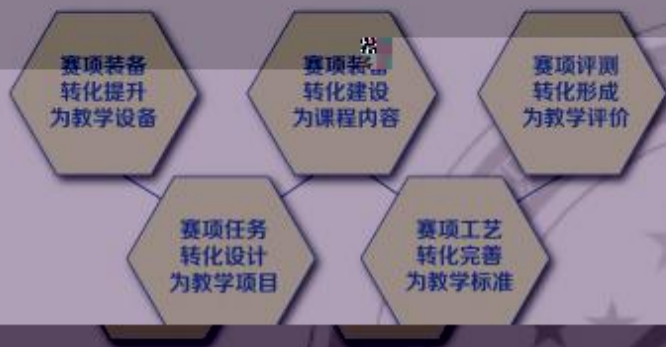 赛项装备
转化提升
为教学设备
赛项装
转化建设
为课程内容
赛项评测
转化形成
为教学评价
赛项任务
转化设计
为教学项目
赛项工艺
转化完善
为教学标准